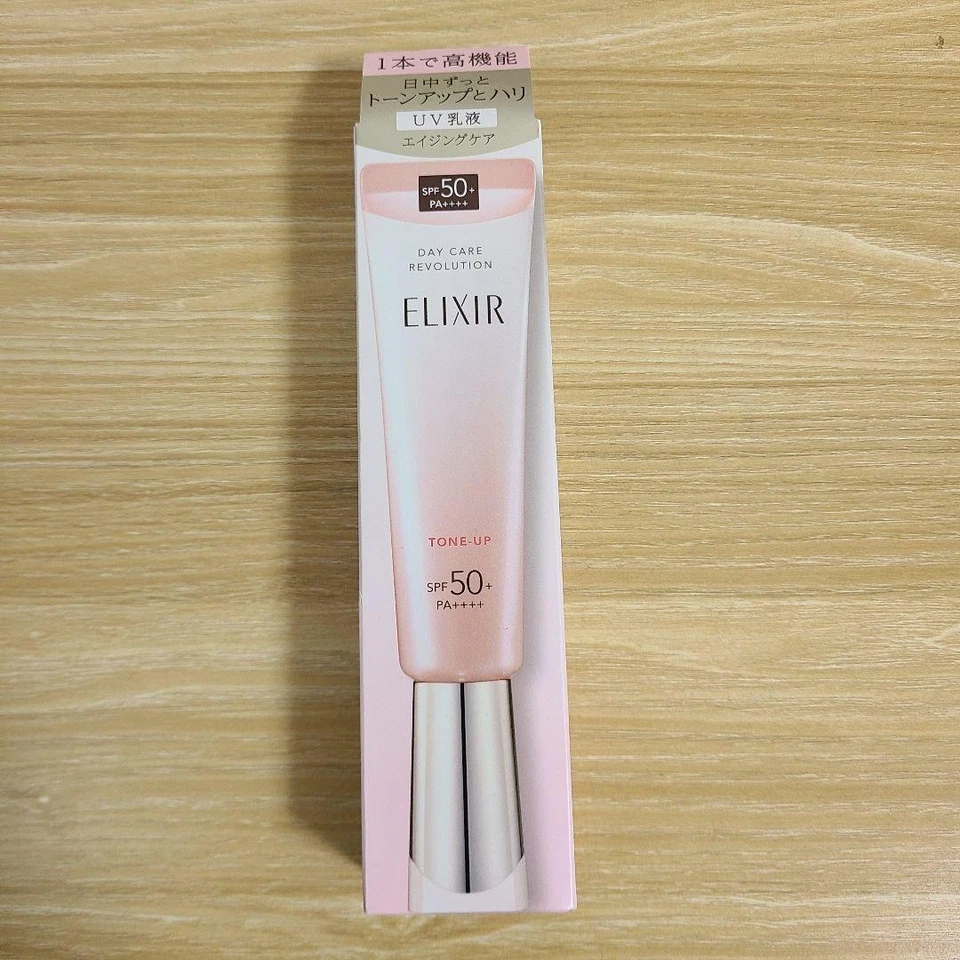 1本で高機能
日中ずっと
トーンアップとハリ
UV乳液
エイジングケア
SPF50+
PA++++
DAY CARE
REVOLUTION
ELIXIR
TONE-UP
SPF50+
PA++++